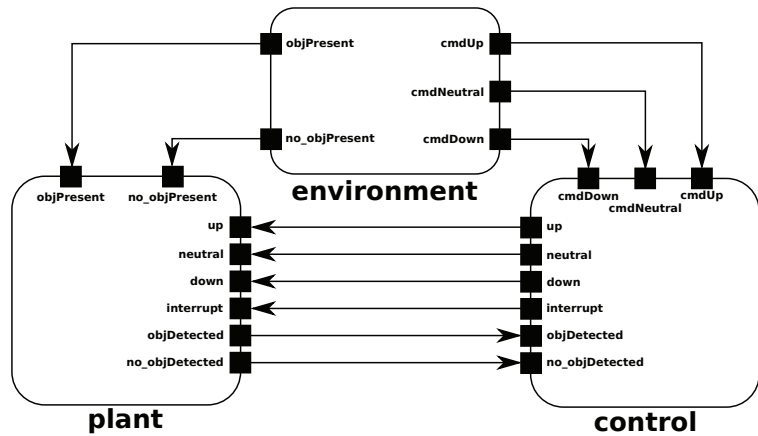 objPresent
cmdUp
cmdNeutral
no_objPresent
cmdDown
environment
objPresent
no_objPresent
cmdDown
cmdUp
cmdNeutral
up
up
neutral
neutral
down
down
interrupt
interrupt
objDetected
objDetected
no_objDetected
no_objDetected
plant
control